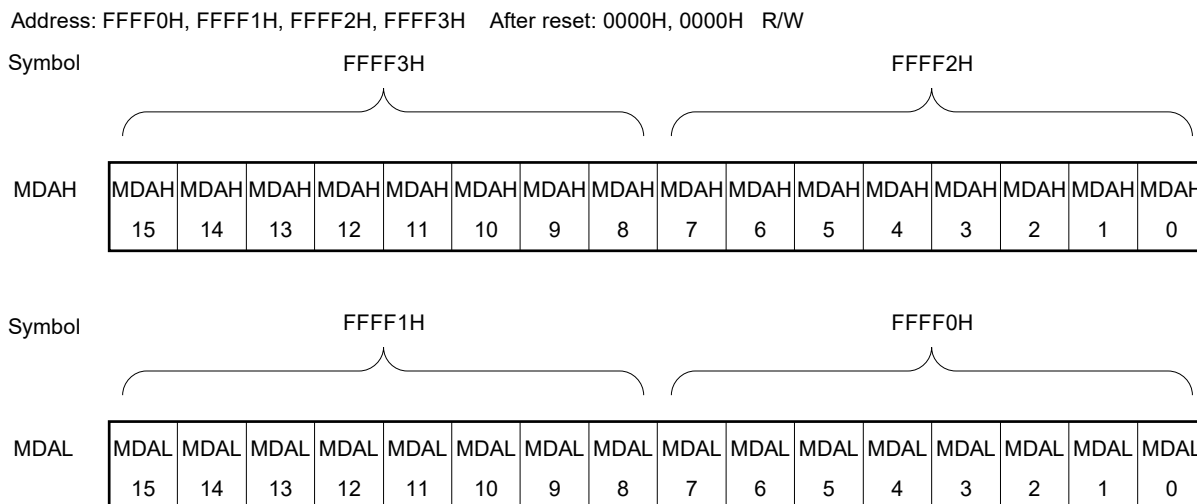 Address: FFFF0H, FFFF1H, FFFF2H, FFFF3H After reset: 0000H, 0000H R/W
Symbol FFFF3H FFFF2H
MDAH MDAH MDAH MDAH MDAH MDAH MDAH MDAH MDAH MDAH MDAH MDAH MDAH MDAH MDAH MDAH MDAH
15 14 13 12 11 10 9 8 7 6 5 4 3 2 1 0
Symbol FFFF1H FFFF0H
MDAL MDAL MDAL MDAL MDAL MDAL MDAL MDAL MDAL MDAL MDAL MDAL MDAL MDAL MDAL MDAL MDAL
15 14 13 12 11 10 9 8 7 6 5 4 3 2 1 0